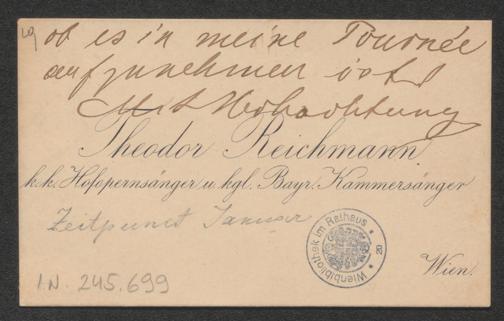 ob es in meine Tournée
aufzunehmen ist
Mit Hochachtung
Theodor Reichmann
k.k. Hofopernsänger u. kgl. Bayr. Kammersänger
Zeitpunct Januar
Wienbibliothek im Rathaus * 20 *
Wien.
I.N. 245.699